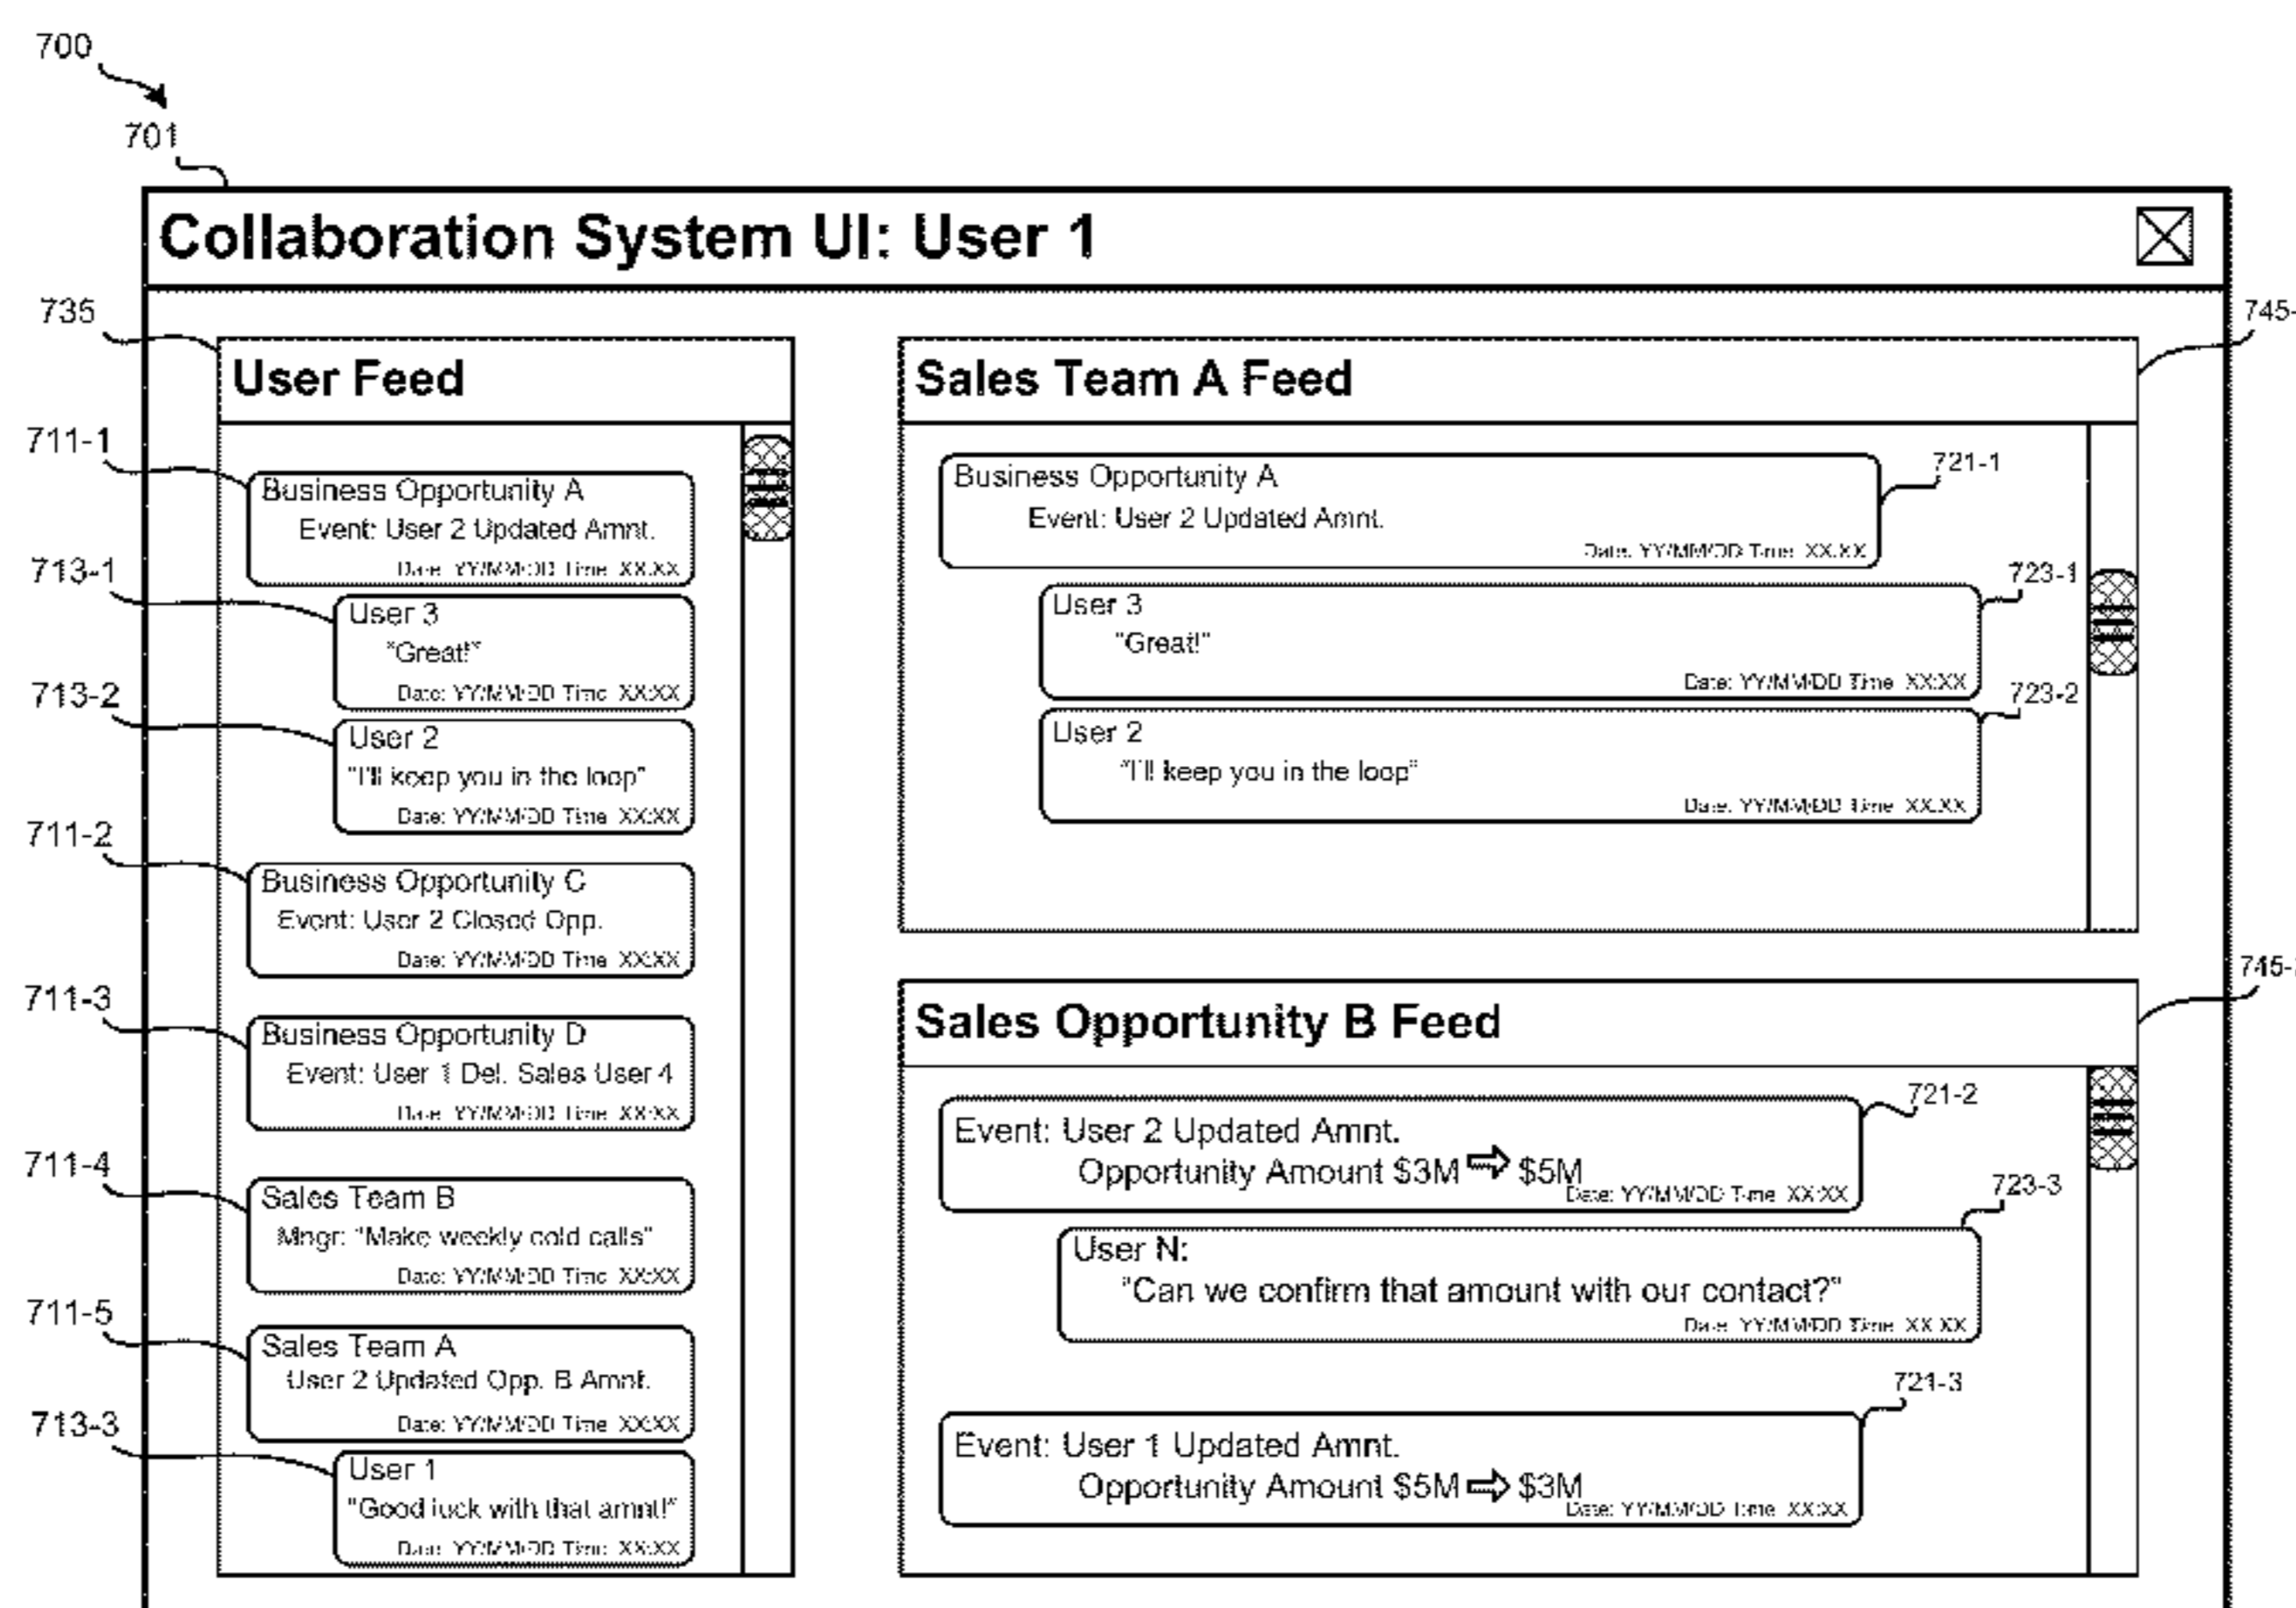 700
701
Collaboration System UI: User 1
735
User Feed
711-1
Business Opportunity A
Event: User 2 Updated Amnt.
Date: YY/MM/DD Time: XX:XX
713-1
User 3
"Great!"
Date: YY/MM/DD Time: XX:XX
713-2
User 2
"I'll keep you in the loop"
Date: YY/MM/DD Time: XX:XX
711-2
Business Opportunity C
Event: User 2 Closed Opp.
Date: YY/MM/DD Time: XX:XX
711-3
Business Opportunity D
Event: User 1 Del. Sales User 4
Date: YY/MM/DD Time: XX:XX
711-4
Sales Team B
Mngr: "Make weekly cold calls"
Date: YY/MM/DD Time: XX:XX
711-5
Sales Team A
User 2 Updated Opp. B Amnt.
Date: YY/MM/DD Time: XX:XX
713-3
User 1
"Good luck with that amnt!"
Date: YY/MM/DD Time: XX:XX
745-
Sales Team A Feed
721-1
Business Opportunity A
Event: User 2 Updated Amnt.
Date: YY/MM/DD Time: XX:XX
723-1
User 3
"Great!"
Date: YY/MM/DD Time: XX:XX
723-2
User 2
"I'll keep you in the loop"
Date: YY/MM/DD Time: XX:XX
745-
Sales Opportunity B Feed
721-2
Event: User 2 Updated Amnt.
Opportunity Amount $3M ⇨ $5M
Date: YY/MM/DD Time: XX:XX
723-3
User N:
"Can we confirm that amount with our contact?"
Date: YY/MM/DD Time: XX:XX
721-3
Event: User 1 Updated Amnt.
Opportunity Amount $5M ⇨ $3M
Date: YY/MM/DD Time: XX:XX